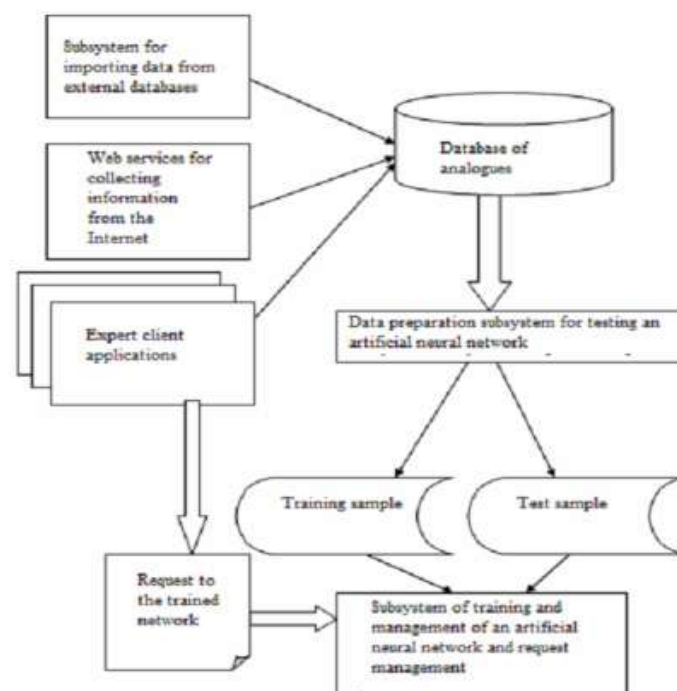 Subsystem for
importing data from
external databases
Web services for
collecting
information
from the
Internet
Expert client
applications
Database of
analogues
Data preparation subsystem for testing an
artificial neural network
Training sample
Test sample
Request to
the trained
network
Subsystem of training and
management of an artificial
neural network and request
management